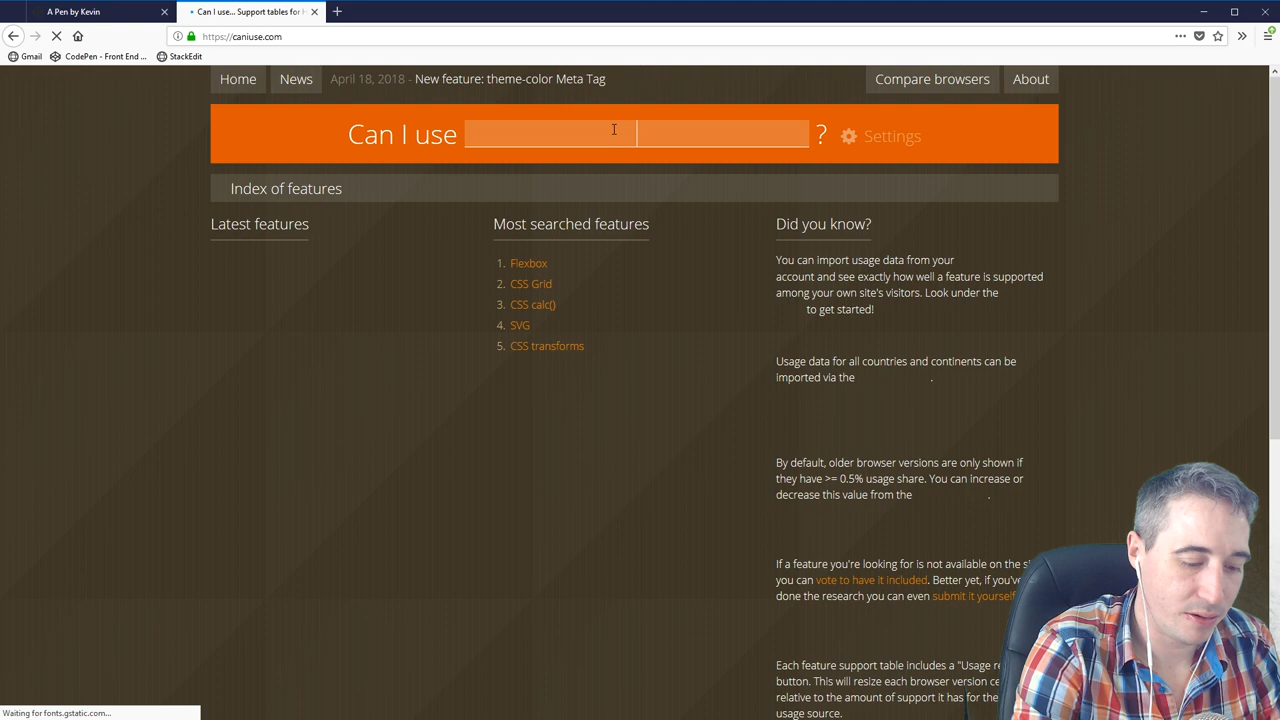 A Pen by Kevin
Can I use... Support tables for H
https://caniuse.com
Gmail
CodePen - Front End ...
StackEdit
Home
News
April 18, 2018 - New feature: theme-color Meta Tag
Compare browsers
About
Can I use
?
Settings
Index of features
Latest features
Most searched features
1. Flexbox
2. CSS Grid
3. CSS calc()
4. SVG
5. CSS transforms
Did you know?
You can import usage data from your
account and see exactly how well a feature is supported
among your own site's visitors. Look under the
to get started!
Usage data for all countries and continents can be
imported via the .
By default, older browser versions are only shown if
they have >= 0.5% usage share. You can increase or
decrease this value from the .
If a feature you're looking for is not available on the
you can vote to have it included. Better yet, if you've
done the research you can even submit it yourself
Each feature support table includes a "Usage
button. This will resize each browser version
relative to the amount of support it has for the
usage source.
Waiting for fonts.gstatic.com...